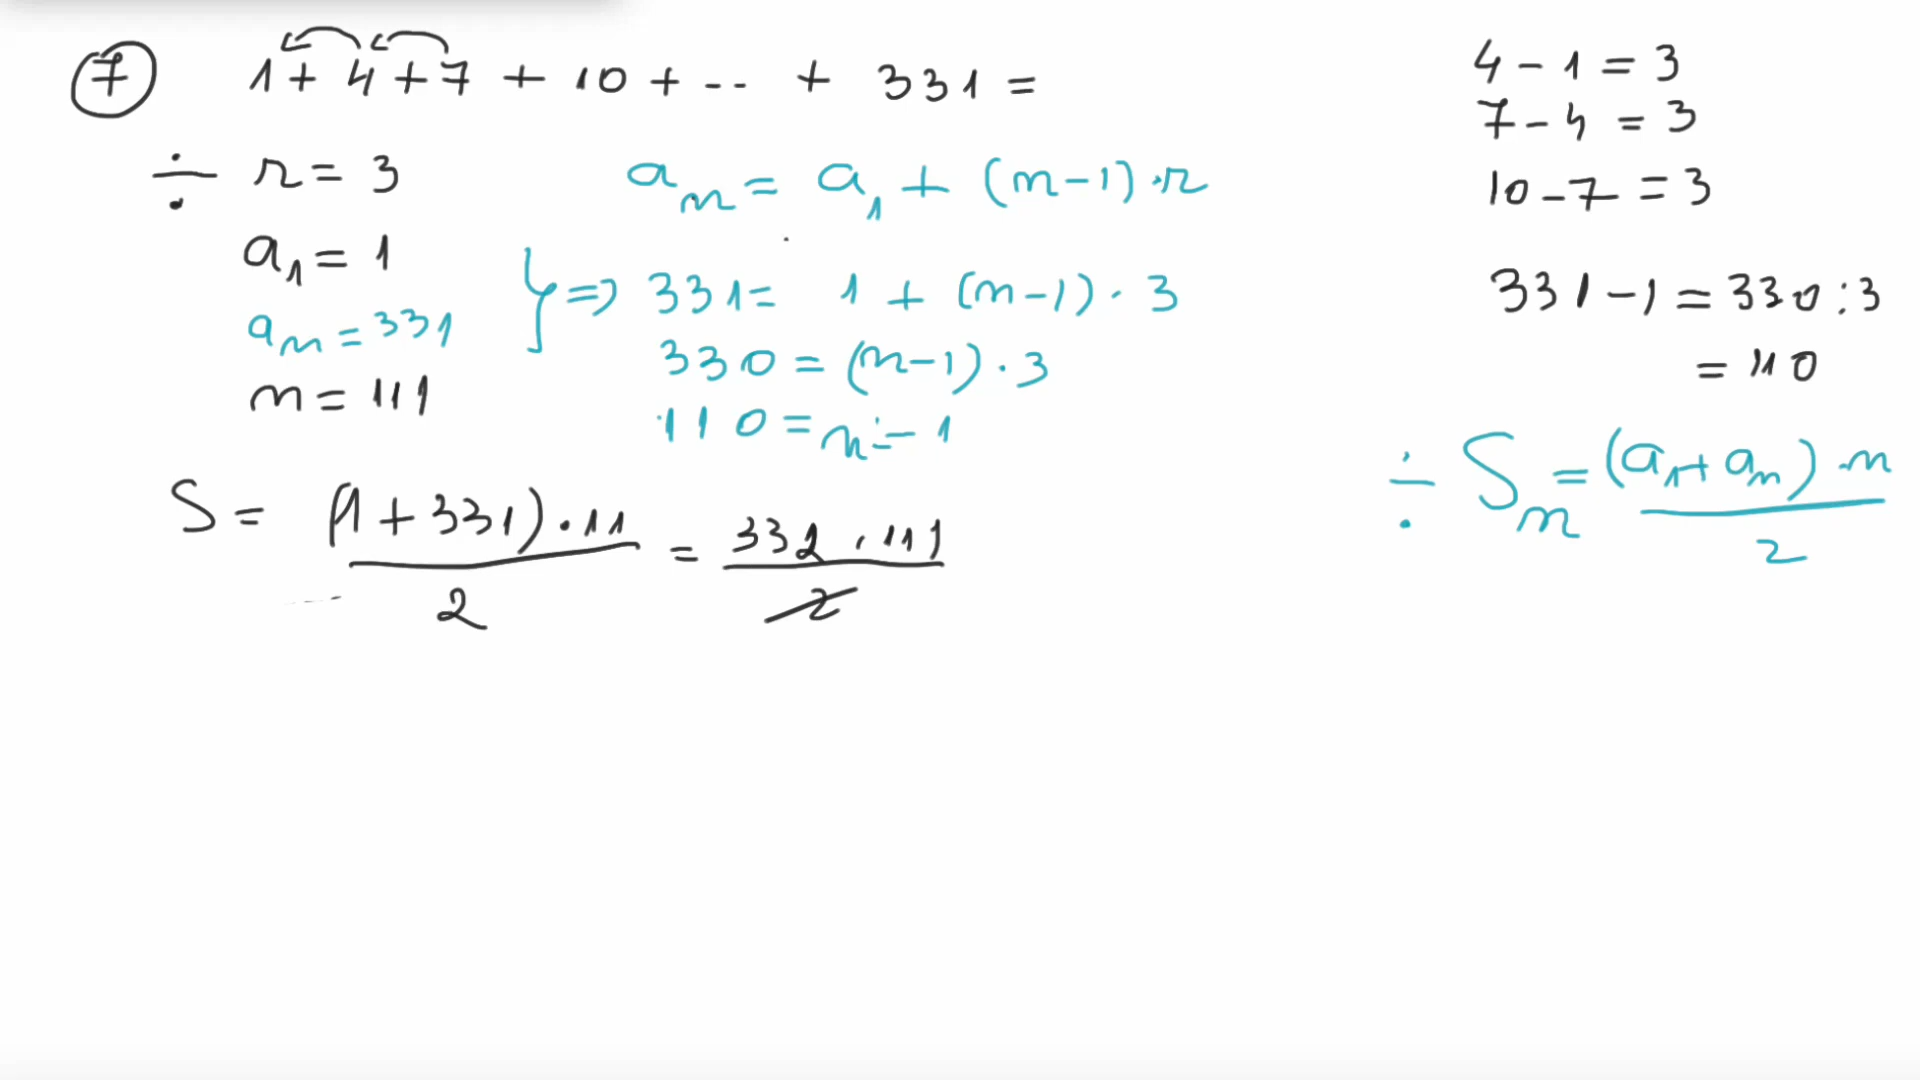 7 1 + 4 + 7 + 10 + .. + 331 =
÷ r = 3
a₁ = 1
aₙ = 331
n = 111
aₙ = a₁ + (n-1) · r
} => 331 = 1 + (n-1) · 3
330 = (n-1) · 3
110 = n - 1
S = (1 + 331) · 11 / 2 = 332 · 111 / 2
4 - 1 = 3
7 - 4 = 3
10 - 7 = 3
331 - 1 = 330 : 3
= 110
÷ Sₙ = (a₁ + aₙ) · n / 2